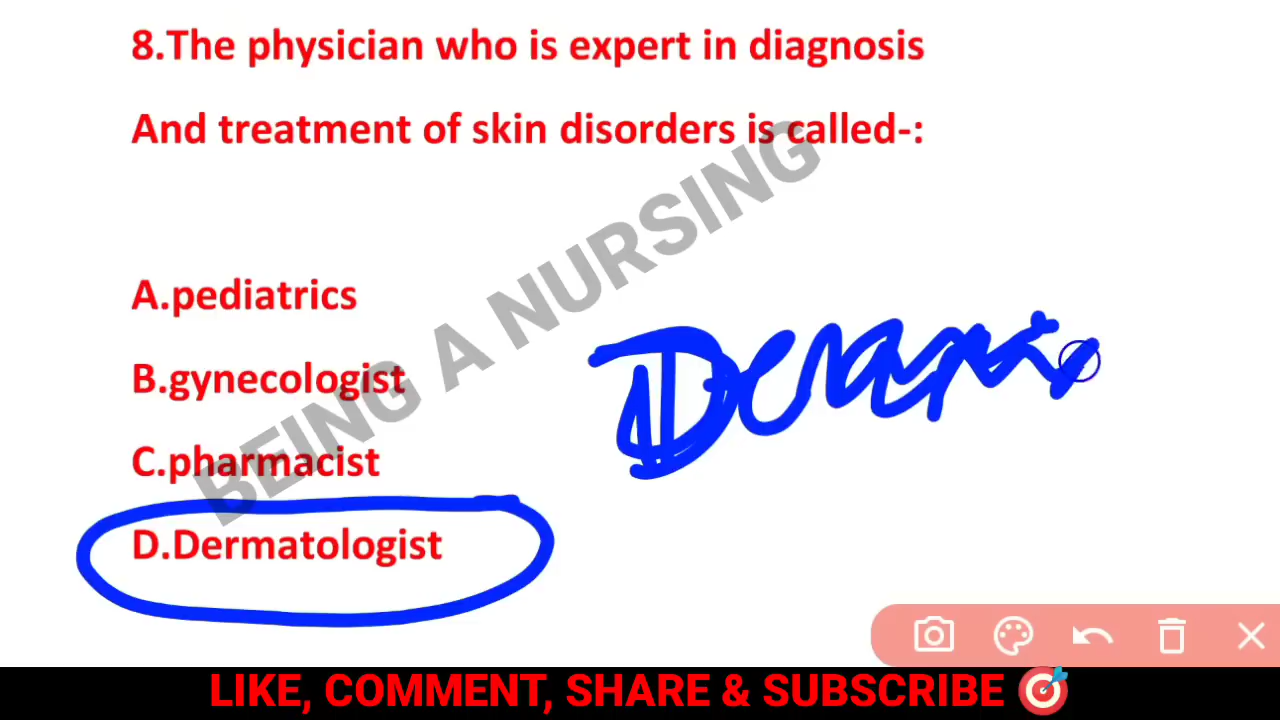 8.The physician who is expert in diagnosis
And treatment of skin disorders is called-:
BEING A NURSING
A.pediatrics
B.gynecologist
C.pharmacist
D.Dermatologist
LIKE, COMMENT, SHARE & SUBSCRIBE